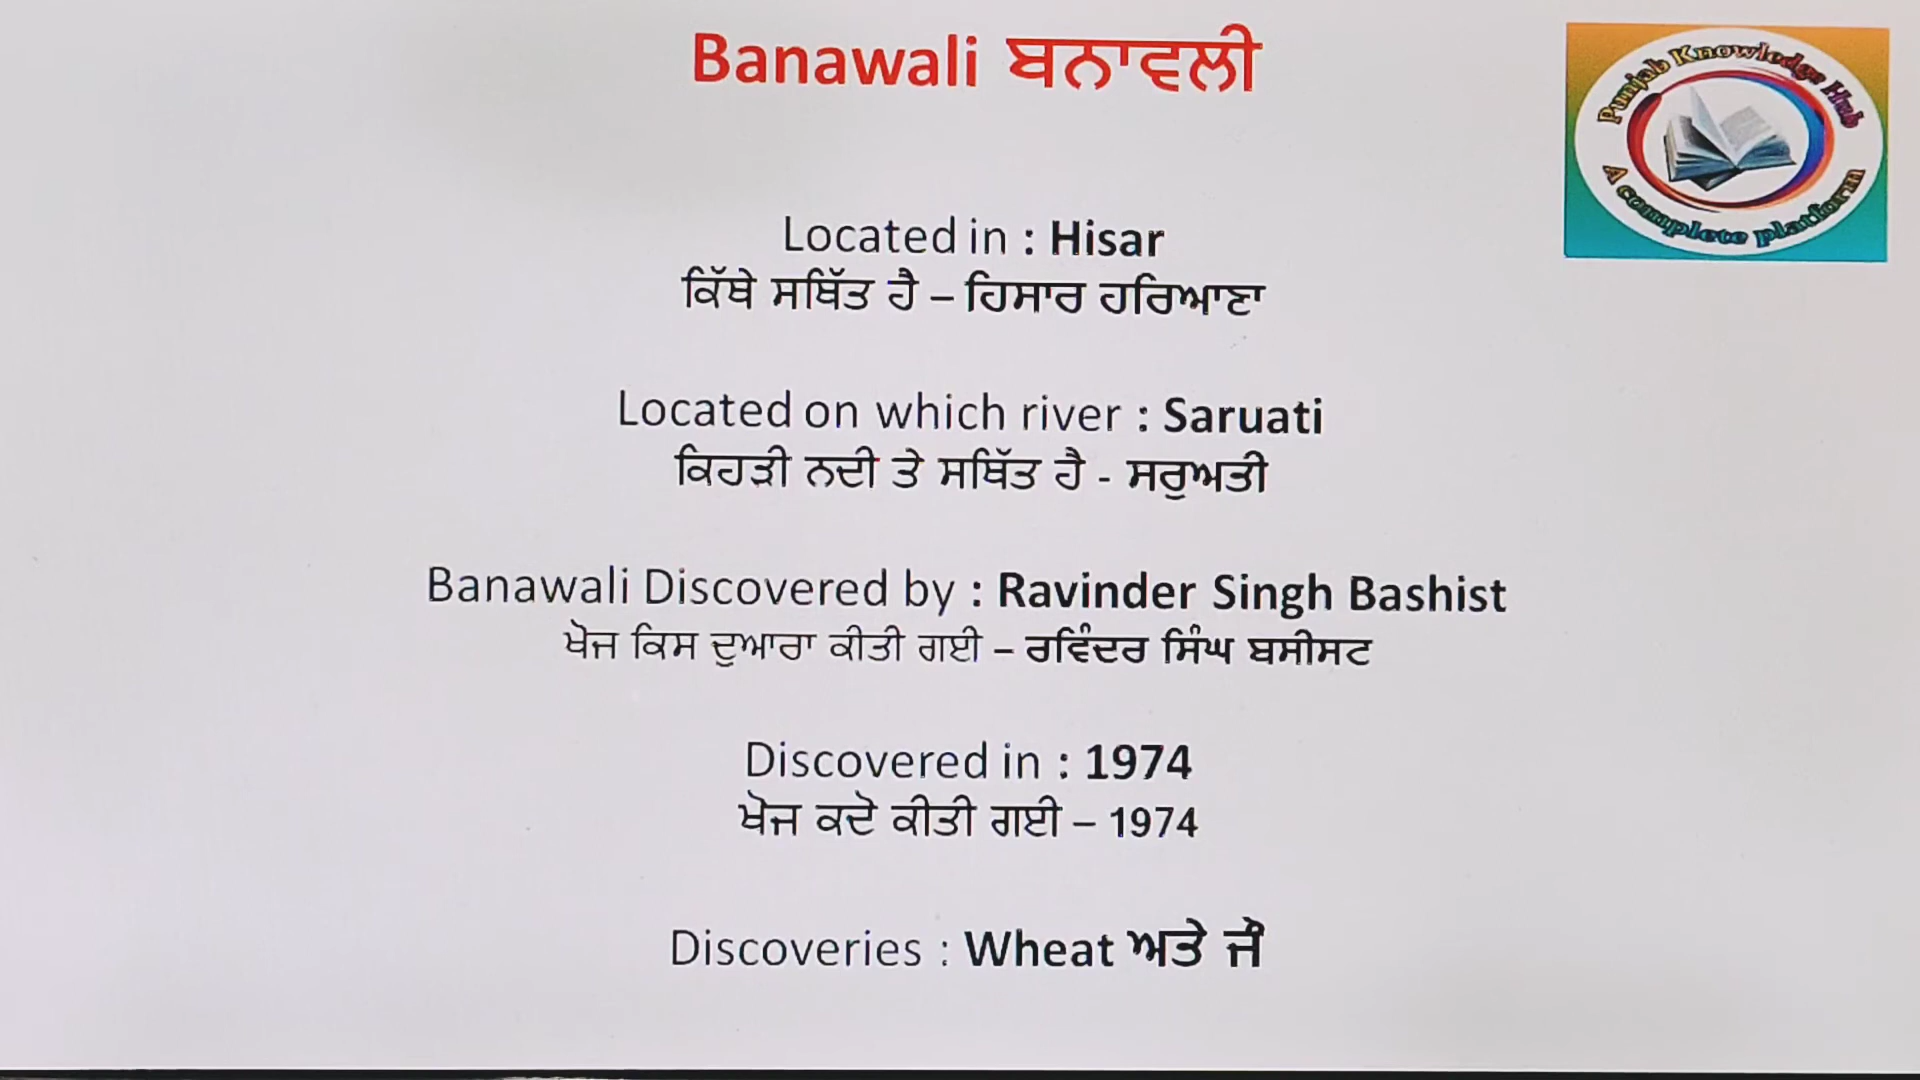 Banawali ਬਨਾਵਲੀ
Punjab Knowledge Hub
A complete platform
Located in : Hisar
ਕਿੱਥੇ ਸਥਿੱਤ ਹੈ – ਹਿਸਾਰ ਹਰਿਆਣਾ
Located on which river : Saruati
ਕਿਹੜੀ ਨਦੀ ਤੇ ਸਥਿੱਤ ਹੈ - ਸਰੁਅਤੀ
Banawali Discovered by : Ravinder Singh Bashist
ਖੋਜ ਕਿਸ ਦੁਆਰਾ ਕੀਤੀ ਗਈ – ਰਵਿੰਦਰ ਸਿੰਘ ਬਸੀਸਟ
Discovered in : 1974
ਖੋਜ ਕਦੋ ਕੀਤੀ ਗਈ – 1974
Discoveries : Wheat ਅਤੇ ਜੌ